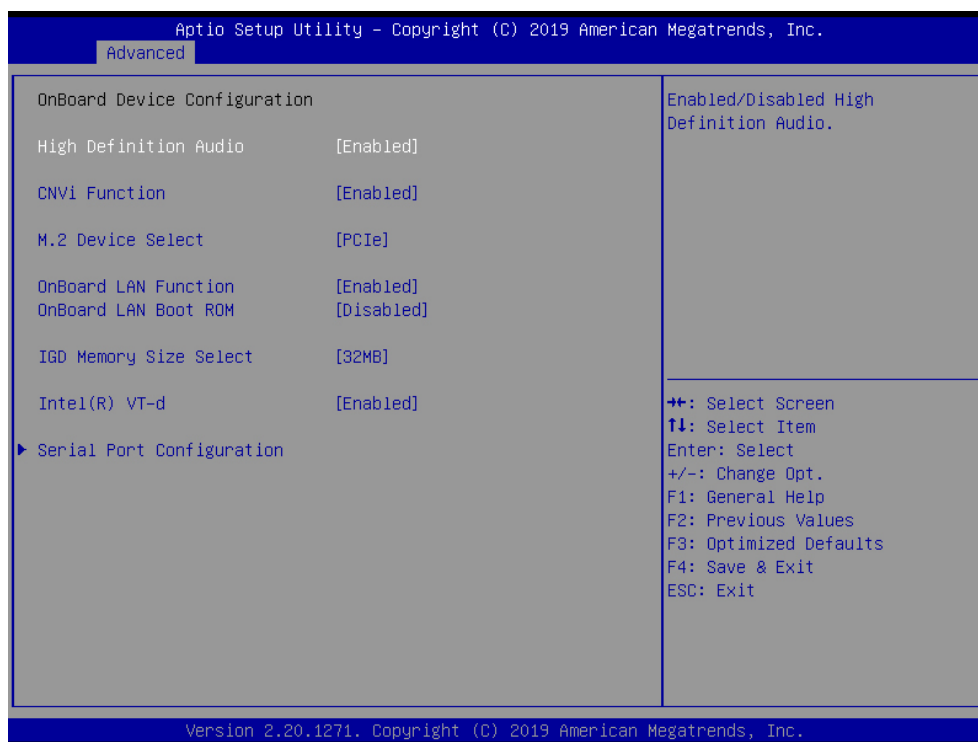 Aptio Setup Utility – Copyright (C) 2019 American Megatrends, Inc.
Advanced
OnBoard Device Configuration
High Definition Audio [Enabled]
CNVi Function [Enabled]
M.2 Device Select [PCIe]
OnBoard LAN Function [Enabled]
OnBoard LAN Boot ROM [Disabled]
IGD Memory Size Select [32MB]
Intel(R) VT-d [Enabled]
▶ Serial Port Configuration
Enabled/Disabled High
Definition Audio.
→←: Select Screen
↑↓: Select Item
Enter: Select
+/-: Change Opt.
F1: General Help
F2: Previous Values
F3: Optimized Defaults
F4: Save & Exit
ESC: Exit
Version 2.20.1271. Copyright (C) 2019 American Megatrends, Inc.